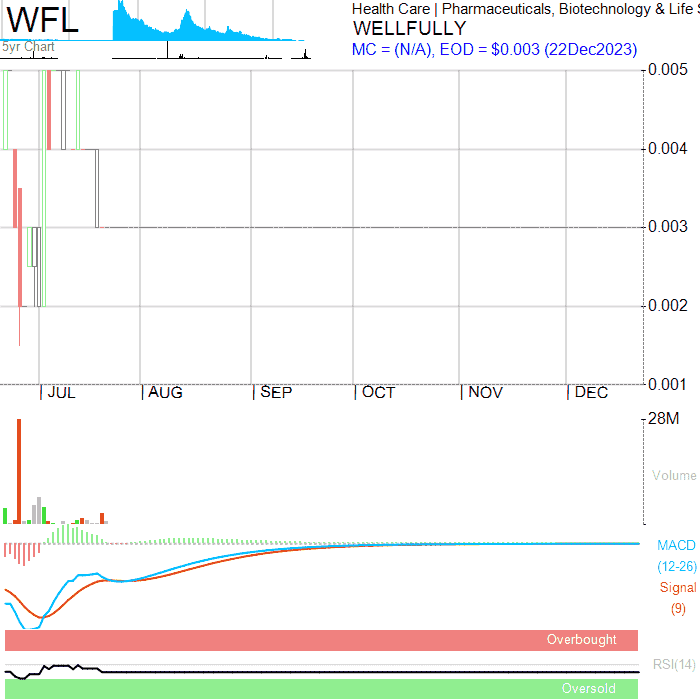 WFL
5yr Chart
Health Care | Pharmaceuticals, Biotechnology & Life S
WELLFULLY
MC = (N/A), EOD = $0.003 (22Dec2023)
0.005
0.004
0.003
0.002
0.001
JUL AUG SEP OCT NOV DEC
28M
Volume
MACD
(12-26)
Signal
(9)
Overbought
RSI(14)
Oversold